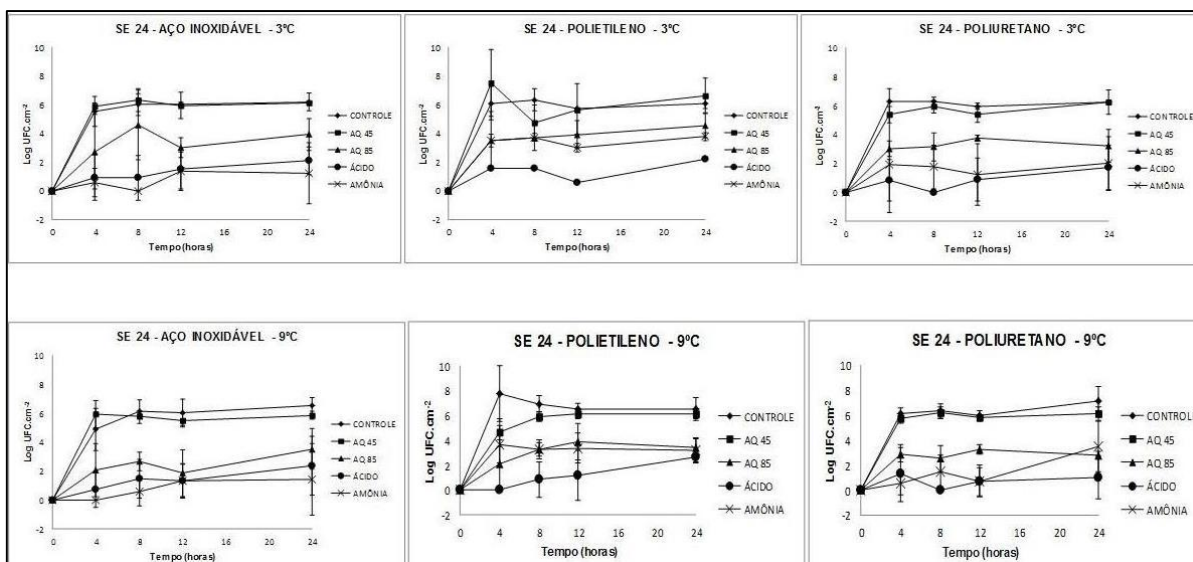 SE 24 - AÇO INOXIDÁVEL - 3ºC
10
8
6
4
2
0
-2
Log UFC.cm-²
0 4 8 12 16 20 24
Tempo (horas)
CONTROLE
AQ 45
AQ 85
ÁCIDO
AMÔNIA
SE 24 - POLIETILENO - 3ºC
10
8
6
4
2
0
-2
Log UFC.cm-²
0 4 8 12 16 20 24
Tempo (horas)
CONTROLE
AQ 45
AQ 85
ÁCIDO
AMÔNIA
SE 24 - POLIURETANO - 3ºC
10
8
6
4
2
0
-2
Log UFC.cm-²
0 4 8 12 16 20 24
Tempo (horas)
CONTROLE
AQ 45
AQ 85
ÁCIDO
AMÔNIA
SE 24 - AÇO INOXIDÁVEL - 9ºC
10
8
6
4
2
0
-2
Log UFC.cm-²
0 4 8 12 16 20 24
Tempo (horas)
CONTROLE
AQ 45
AQ 85
ÁCIDO
AMÔNIA
SE 24 - POLIETILENO - 9ºC
10
8
6
4
2
0
-2
Log UFC.cm-²
0 4 8 12 16 20 24
Tempo (horas)
CONTROLE
AQ 45
AQ 85
ÁCIDO
AMÔNIA
SE 24 - POLIURETANO - 9ºC
10
8
6
4
2
0
-2
Log UFC.cm-²
0 4 8 12 16 20 24
Tempo (horas)
CONTROLE
AQ 45
AQ 85
ÁCIDO
AMÔNIA